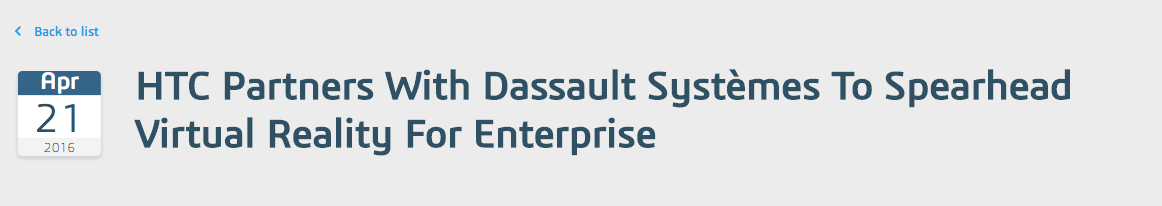 Back to list
Apr
21
2016
HTC Partners With Dassault Systèmes To Spearhead
Virtual Reality For Enterprise